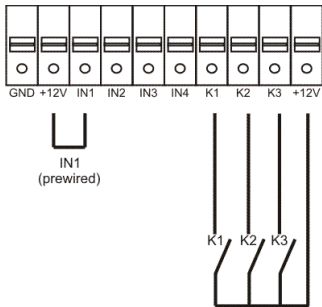 GND +12V IN1 IN2 IN3 IN4 K1 K2 K3 +12V
IN1
(prewired)
K1 K2 K3